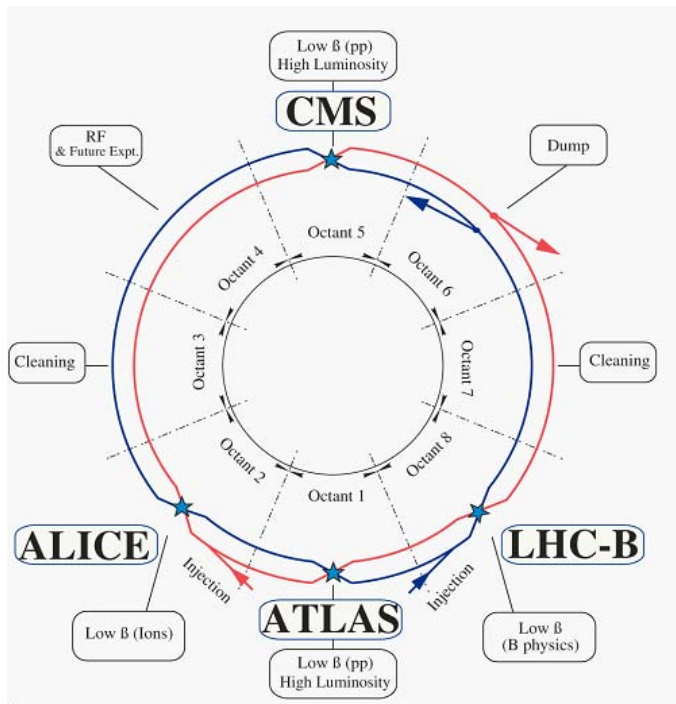 Low ß (pp)
High Luminosity
CMS
RF
& Future Expt.
Dump
Octant 5
Octant 4
Octant 6
Cleaning
Octant 3
Octant 7
Cleaning
Octant 2
Octant 8
Octant 1
ALICE
LHC-B
Injection
Injection
ATLAS
Low ß (Ions)
Low ß
(B physics)
Low ß (pp)
High Luminosity